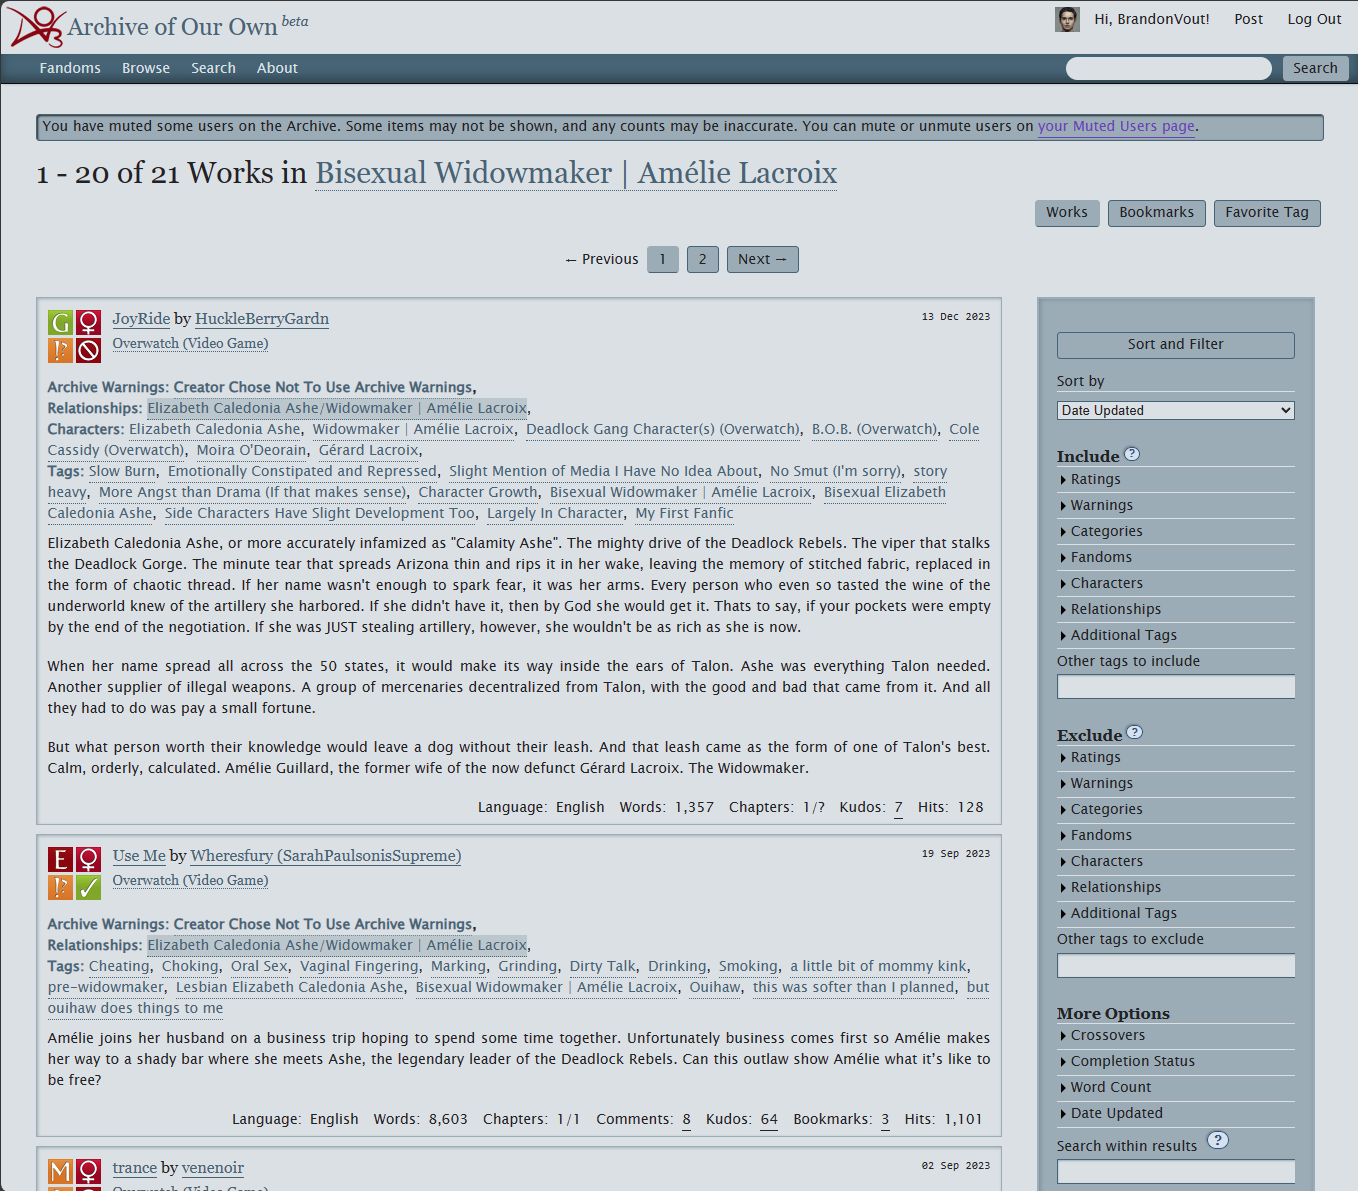 Archive of Our Own beta
Hi, BrandonVout! Post Log Out
Fandoms Browse Search About
Search
You have muted some users on the Archive. Some items may not be shown, and any counts may be inaccurate. You can mute or unmute users on your Muted Users page.
1 - 20 of 21 Works in Bisexual Widowmaker | Amélie Lacroix
Works Bookmarks Favorite Tag
← Previous 1 2 Next →
G
!?
JoyRide by HuckleBerryGardn
13 Dec 2023
Overwatch (Video Game)
Archive Warnings: Creator Chose Not To Use Archive Warnings,
Relationships: Elizabeth Caledonia Ashe/Widowmaker | Amélie Lacroix,
Characters: Elizabeth Caledonia Ashe, Widowmaker | Amélie Lacroix, Deadlock Gang Character(s) (Overwatch), B.O.B. (Overwatch), Cole
Cassidy (Overwatch), Moira O'Deorain, Gérard Lacroix,
Tags: Slow Burn, Emotionally Constipated and Repressed, Slight Mention of Media I Have No Idea About, No Smut (I'm sorry), story
heavy, More Angst than Drama (If that makes sense), Character Growth, Bisexual Widowmaker | Amélie Lacroix, Bisexual Elizabeth
Caledonia Ashe, Side Characters Have Slight Development Too, Largely In Character, My First Fanfic
Elizabeth Caledonia Ashe, or more accurately infamized as "Calamity Ashe". The mighty drive of the Deadlock Rebels. The viper that stalks
the Deadlock Gorge. The minute tear that spreads Arizona thin and rips it in her wake, leaving the memory of stitched fabric, replaced in
the form of chaotic thread. If her name wasn't enough to spark fear, it was her arms. Every person who even so tasted the wine of the
underworld knew of the artillery she harbored. If she didn't have it, then by God she would get it. Thats to say, if your pockets were empty
by the end of the negotiation. If she was JUST stealing artillery, however, she wouldn't be as rich as she is now.
When her name spread all across the 50 states, it would make its way inside the ears of Talon. Ashe was everything Talon needed.
Another supplier of illegal weapons. A group of mercenaries decentralized from Talon, with the good and bad that came from it. And all
they had to do was pay a small fortune.
But what person worth their knowledge would leave a dog without their leash. And that leash came as the form of one of Talon's best.
Calm, orderly, calculated. Amélie Guillard, the former wife of the now defunct Gérard Lacroix. The Widowmaker.
Language: English Words: 1,357 Chapters: 1/? Kudos: 7 Hits: 128
E
!?
Use Me by Wheresfury (SarahPaulsonisSupreme)
19 Sep 2023
Overwatch (Video Game)
Archive Warnings: Creator Chose Not To Use Archive Warnings,
Relationships: Elizabeth Caledonia Ashe/Widowmaker | Amélie Lacroix,
Tags: Cheating, Choking, Oral Sex, Vaginal Fingering, Marking, Grinding, Dirty Talk, Drinking, Smoking, a little bit of mommy kink,
pre-widowmaker, Lesbian Elizabeth Caledonia Ashe, Bisexual Widowmaker | Amélie Lacroix, Ouihaw, this was softer than I planned, but
ouihaw does things to me
Amélie joins her husband on a business trip hoping to spend some time together. Unfortunately business comes first so Amélie makes
her way to a shady bar where she meets Ashe, the legendary leader of the Deadlock Rebels. Can this outlaw show Amélie what it's like to
be free?
Language: English Words: 8,603 Chapters: 1/1 Comments: 8 Kudos: 64 Bookmarks: 3 Hits: 1,101
M
trance by venenoir
02 Sep 2023
Overwatch (Video Game)
Sort and Filter
Sort by
Date Updated
Include ?
Ratings
Warnings
Categories
Fandoms
Characters
Relationships
Additional Tags
Other tags to include
Exclude ?
Ratings
Warnings
Categories
Fandoms
Characters
Relationships
Additional Tags
Other tags to exclude
More Options
Crossovers
Completion Status
Word Count
Date Updated
Search within results ?